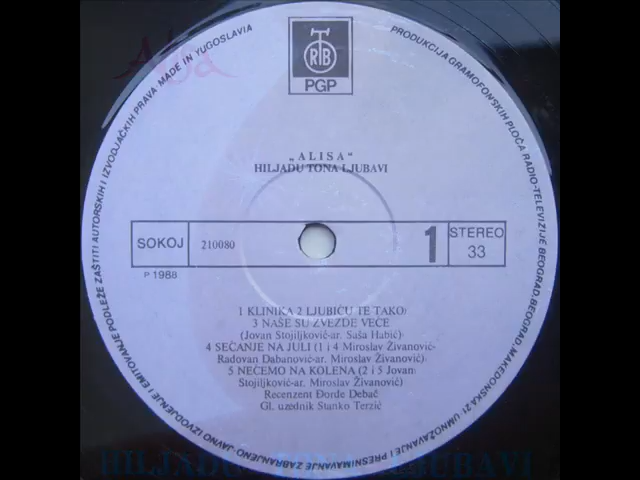 Alisa
RTB
PGP
PRODUKCIJA GRAMOFONSKIH PLOČA RADIO-TELEVIZIJE BEOGRAD, BEOGRAD, MAKEDONSKA 21
UMNOŽAVANJE I PRESNIMAVANJE ZABRANJENO-JAVNO IZVODJENJE I EMITOVANJE PODLEŽE ZAŠTITI AUTORSKIH I IZVODJAČKIH PRAVA MADE IN YUGOSLAVIA
„ALISA“
HILJADU TONA LJUBAVI
SOKOJ
210080
1
STEREO
33
P 1988
1 KLINIKA 2 LJUBIĆU TE TAKO
3 NAŠE SU ZVEZDE VEĆE
(Jovan Stojiljković-ar. Saša Habić)
4 SEĆANJE NA JULI (1 i 4 Miroslav Živanović-
Radovan Dabanović-ar. Miroslav Živanović)
5 NEĆEMO NA KOLENA (2 i 5 Jovan
Stojiljković-ar. Miroslav Živanović)
Recenzent Đorđe Debač
Gl. uzednik Stanko Terzić
HILJADU TONA LJUBAVI